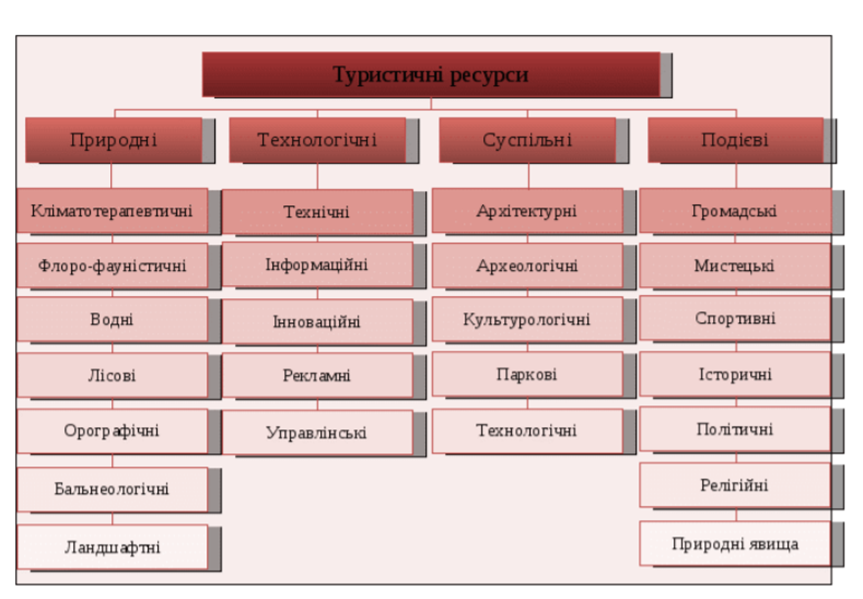 Туристичні ресурси
Природні
Технологічні
Суспільні
Подієві
Кліматотерапевтичні
Технічні
Архітектурні
Громадські
Флоро-фауністичні
Інформаційні
Археологічні
Мистецькі
Водні
Інноваційні
Культурологічні
Спортивні
Лісові
Рекламні
Паркові
Історичні
Орографічні
Управлінські
Технологічні
Політичні
Бальнеологічні
Релігійні
Ландшафтні
Природні явища